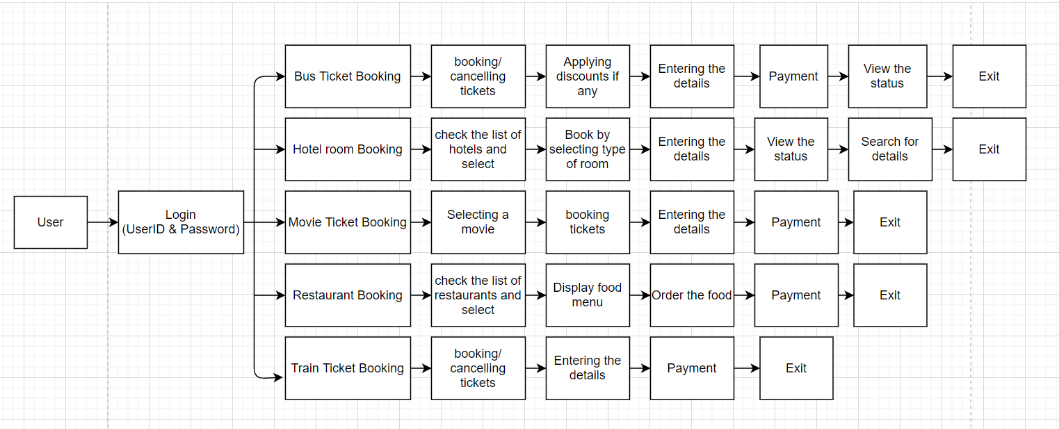 User
Login
(UserID & Password)
Bus Ticket Booking
booking/
cancelling
tickets
Applying
discounts if
any
Entering the
details
Payment
View the
status
Exit
Hotel room Booking
check the list of
hotels and
select
Book by
selecting type
of room
Entering the
details
View the
status
Search for
details
Exit
Movie Ticket Booking
Selecting a
movie
booking
tickets
Entering the
details
Payment
Exit
Restaurant Booking
check the list of
restaurants and
select
Display food
menu
Order the food
Payment
Exit
Train Ticket Booking
booking/
cancelling
tickets
Entering the
details
Payment
Exit